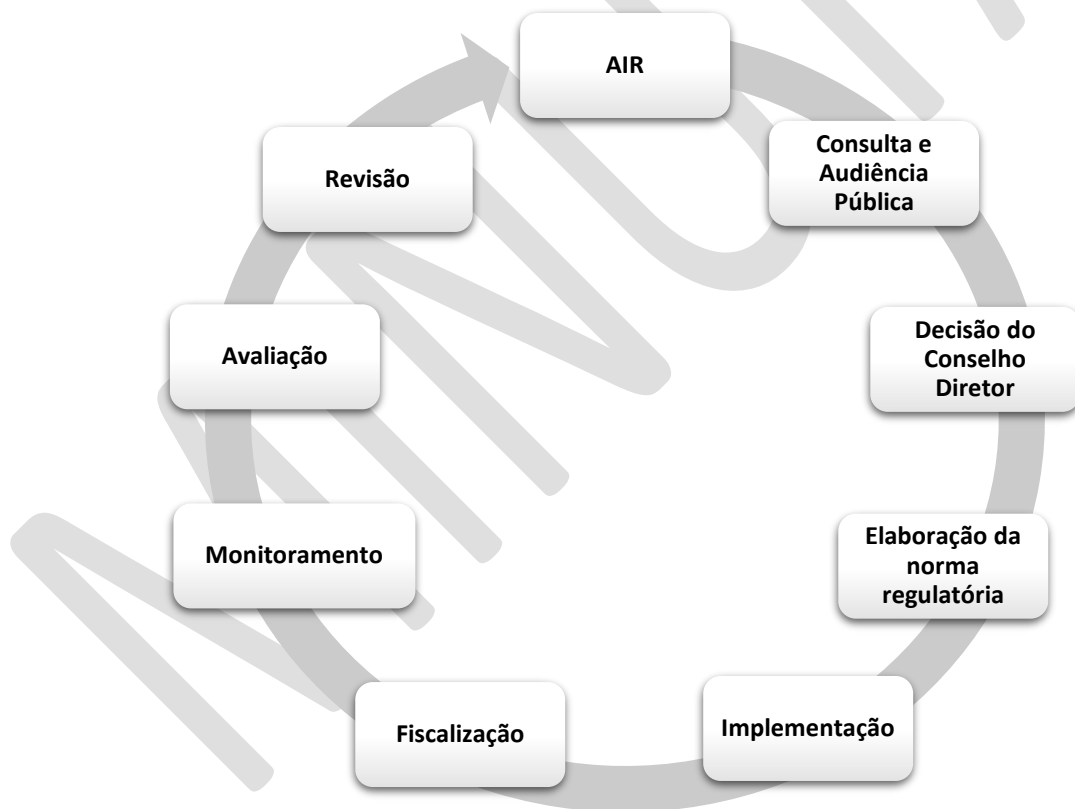 AIR
Consulta e
Audiência
Pública
Decisão do
Conselho
Diretor
Elaboração da
norma
regulatória
Implementação
Fiscalização
Monitoramento
Avaliação
Revisão